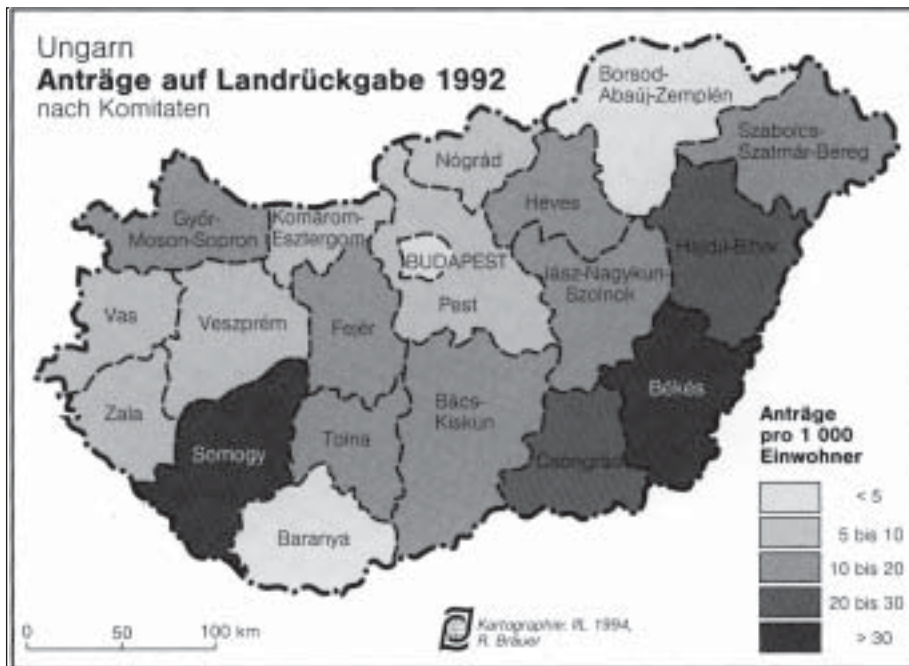 Ungarn
Anträge auf Landrückgabe 1992
nach Komitaten
Borsod-
Abaúj-Zemplén
Szabolcs-
Szatmár-Bereg
Nógrád
Heves
Hajdú-Bihar
Győr-
Moson-Sopron
Komárom-
Esztergom
BUDAPEST
Jász-Nagykun-
Szolnok
Pest
Vas
Veszprém
Fejér
Békés
Zala
Bács-
Kiskun
Somogy
Tolna
Csongrád
Baranya
Anträge
pro 1 000
Einwohner
< 5
5 bis 10
10 bis 20
20 bis 30
> 30
0 50 100 km
Kartographie: IfL 1994,
R. Bräuer